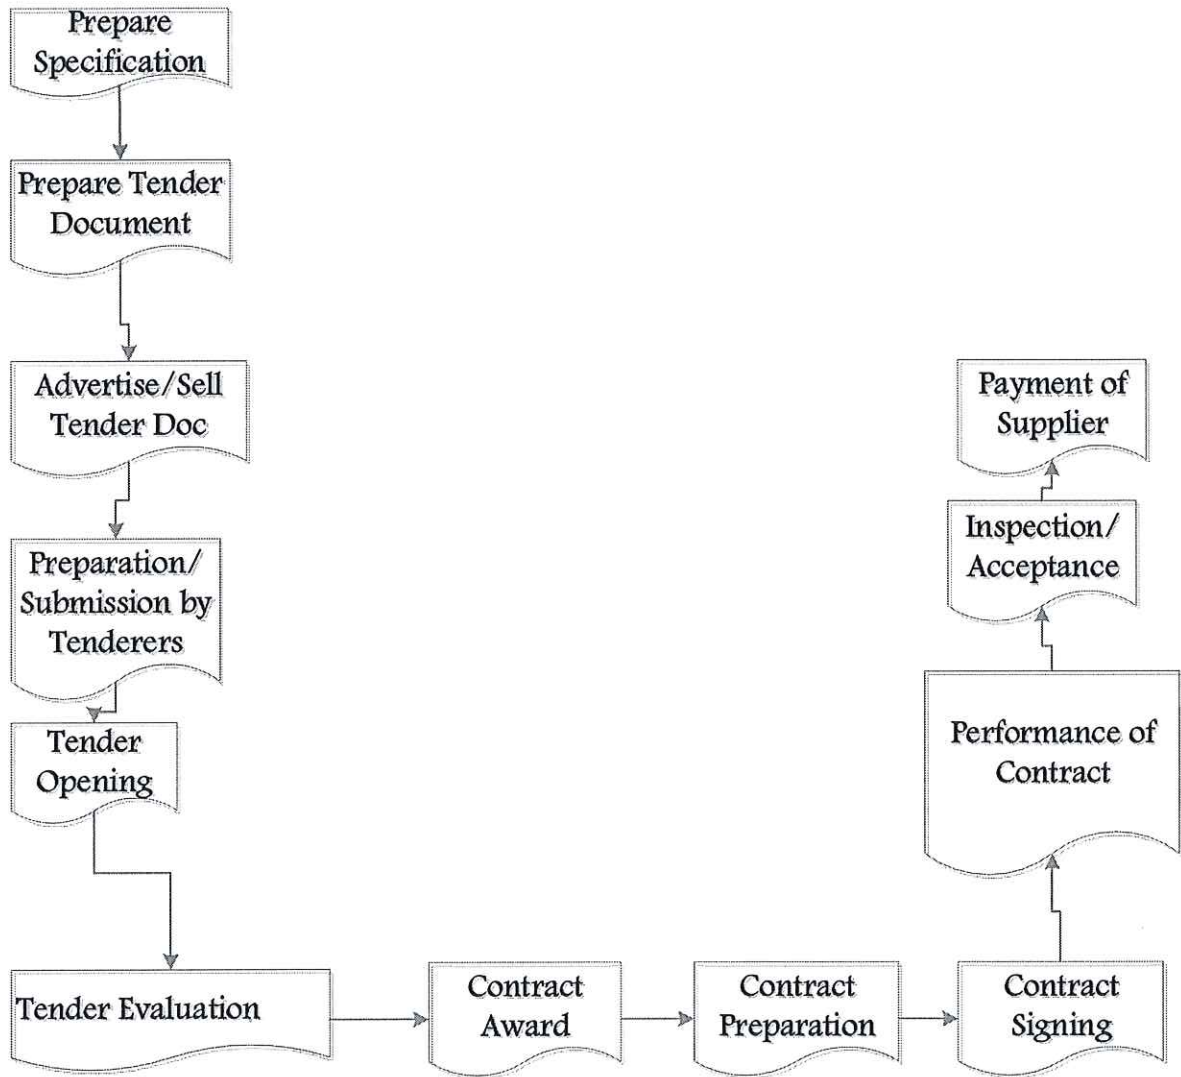 Prepare
Specification
Prepare Tender
Document
Advertise/Sell
Tender Doc
Preparation/
Submission by
Tenderers
Tender
Opening
Tender Evaluation
Contract
Award
Contract
Preparation
Contract
Signing
Performance of
Contract
Inspection/
Acceptance
Payment of
Supplier